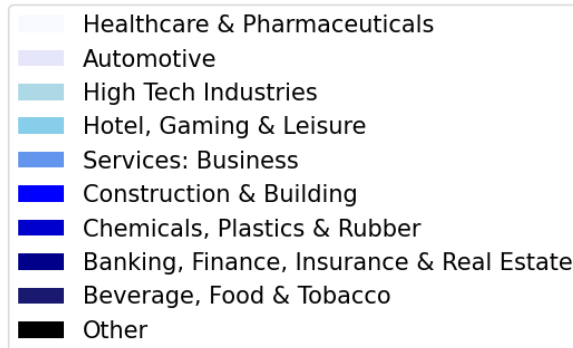 Healthcare & Pharmaceuticals
Automotive
High Tech Industries
Hotel, Gaming & Leisure
Services: Business
Construction & Building
Chemicals, Plastics & Rubber
Banking, Finance, Insurance & Real Estate
Beverage, Food & Tobacco
Other